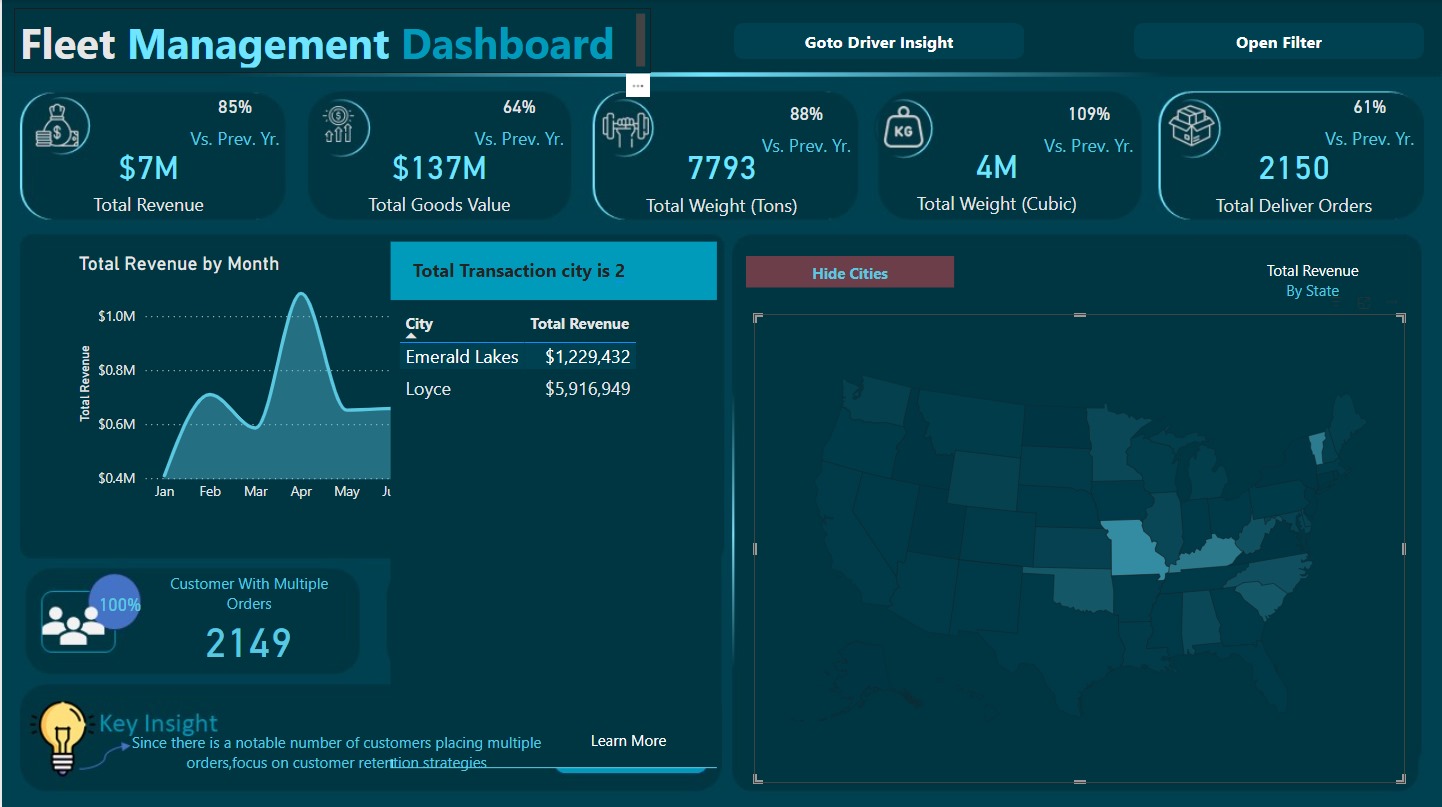 Fleet Management Dashboard
Goto Driver Insight
Open Filter
...
85%
Vs. Prev. Yr.
$7M
Total Revenue
64%
Vs. Prev. Yr.
$137M
Total Goods Value
88%
Vs. Prev. Yr.
7793
Total Weight (Tons)
KG
109%
Vs. Prev. Yr.
4M
Total Weight (Cubic)
61%
Vs. Prev. Yr.
2150
Total Deliver Orders
Total Revenue by Month
Total Revenue
$1.0M
$0.8M
$0.6M
$0.4M
Jan Feb Mar Apr May Ju
Total Transaction city is 2
City Total Revenue
Emerald Lakes $1,229,432
Loyce $5,916,949
Hide Cities
Total Revenue
By State
100%
Customer With Multiple
Orders
2149
Key Insight
Since there is a notable number of customers placing multiple
orders,focus on customer retention strategies
Learn More